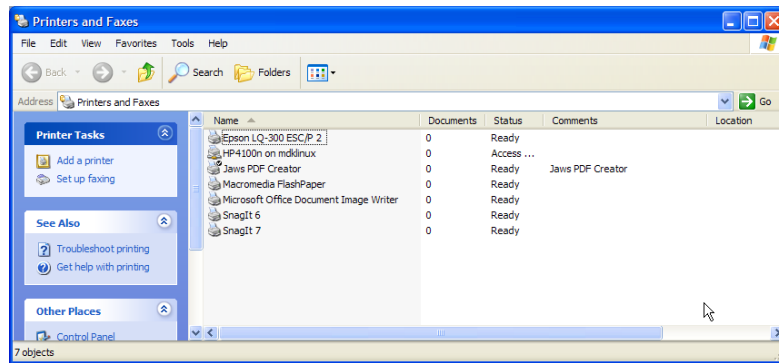 Printers and Faxes
File Edit View Favorites Tools Help
Back Search Folders
Address Printers and Faxes Go
Name Documents Status Comments Location
Printer Tasks
Add a printer
Set up faxing
See Also
Troubleshoot printing
Get help with printing
Other Places
Control Panel
Epson LQ-300 ESC/P 2 0 Ready
HP4100n on mdklinux 0 Access ...
Jaws PDF Creator 0 Ready Jaws PDF Creator
Macromedia FlashPaper 0 Ready
Microsoft Office Document Image Writer 0 Ready
SnagIt 6 0 Ready
SnagIt 7 0 Ready
7 objects